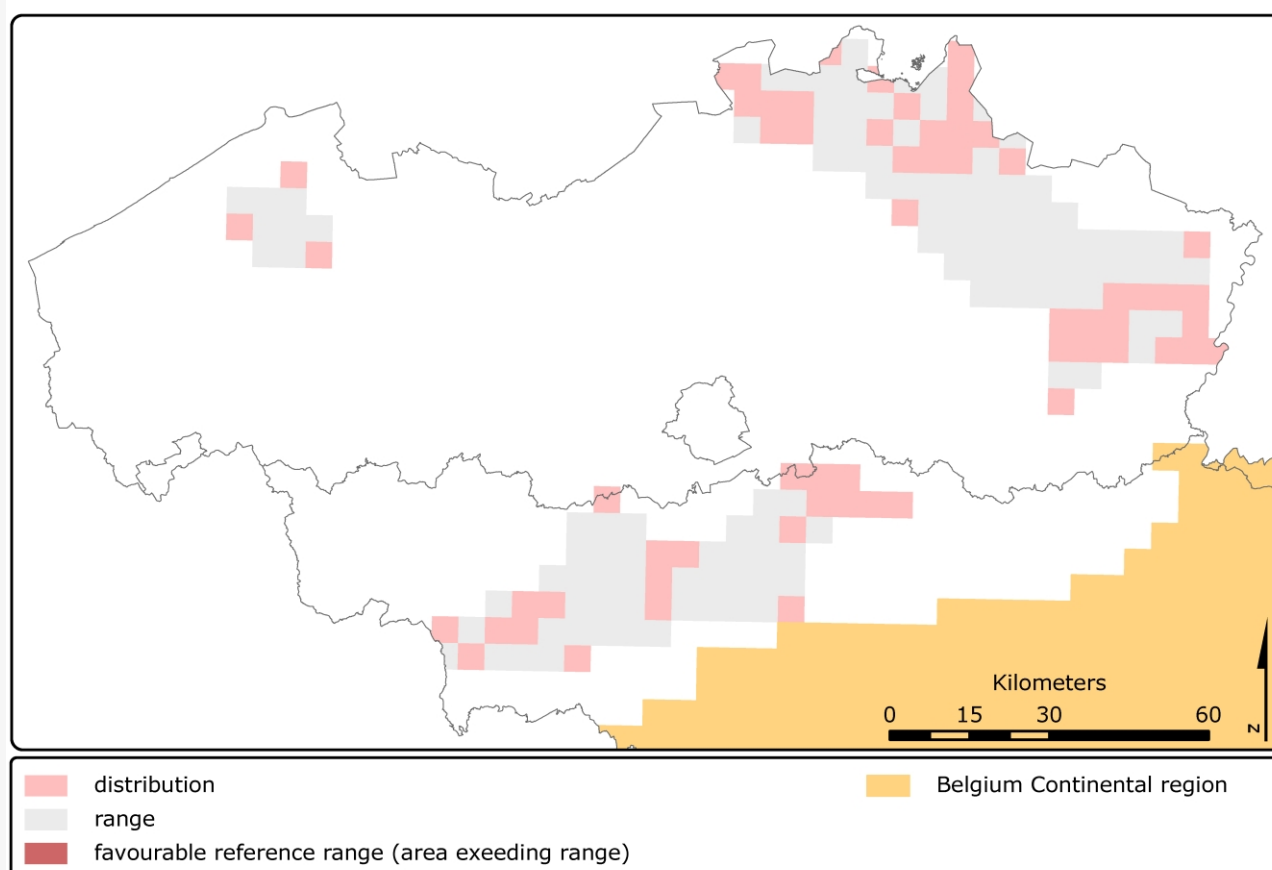 Kilometers
0 15 30 60
N
distribution
range
favourable reference range (area exeeding range)
Belgium Continental region